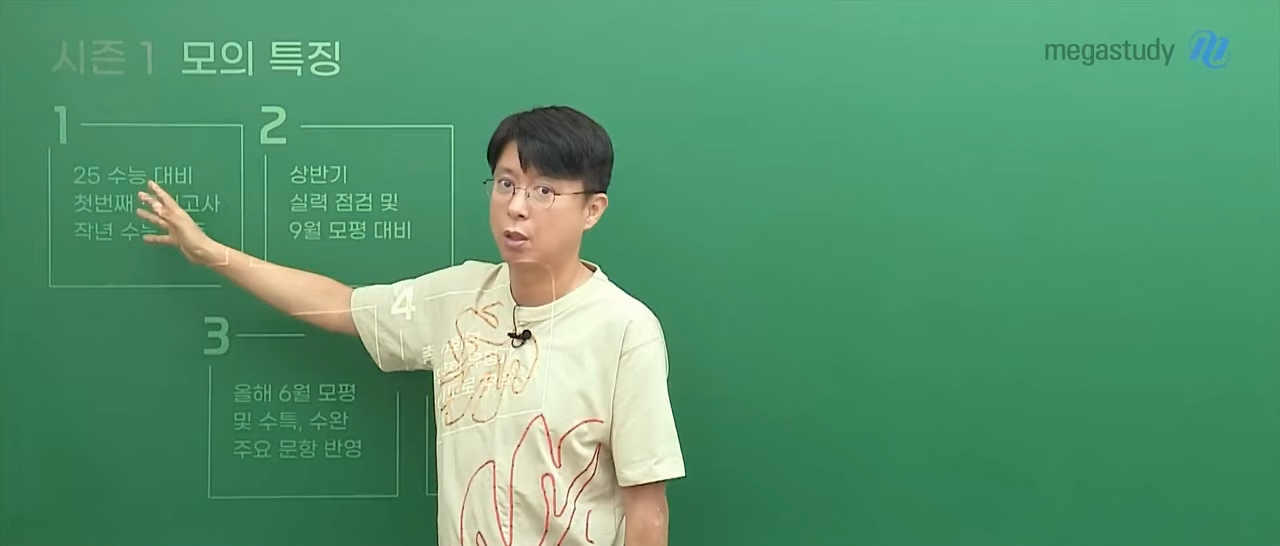 시즌 1 모의 특징
megastudy
1
25 수능 대비
첫번째
작년
2
상반기
실력 점검 및
9월 모평 대비
3
올해 6월 모평
및 수특, 수완
주요 문항 반영
4